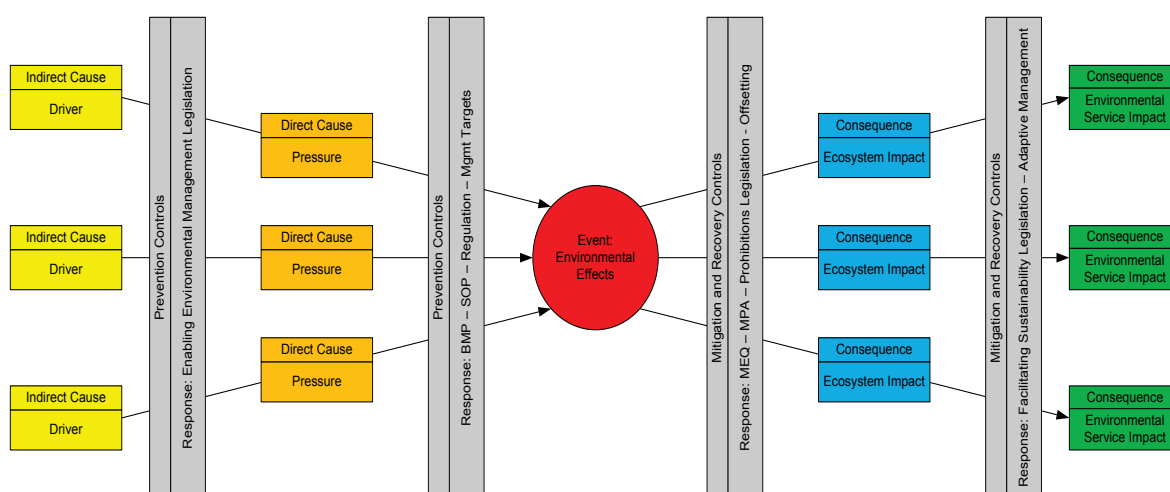 Indirect Cause
Driver
Indirect Cause
Driver
Indirect Cause
Driver
Prevention Controls
Response: Enabling Environmental Management Legislation
Direct Cause
Pressure
Direct Cause
Pressure
Direct Cause
Pressure
Prevention Controls
Response: BMP – SOP – Regulation – Mgmt Targets
Event:
Environmental
Effects
Mitigation and Recovery Controls
Response: MEQ – MPA – Prohibitions Legislation - Offsetting
Consequence
Ecosystem Impact
Consequence
Ecosystem Impact
Consequence
Ecosystem Impact
Mitigation and Recovery Controls
Response: Facilitating Sustainability Legislation – Adaptive Management
Consequence
Environmental
Service Impact
Consequence
Environmental
Service Impact
Consequence
Environmental
Service Impact